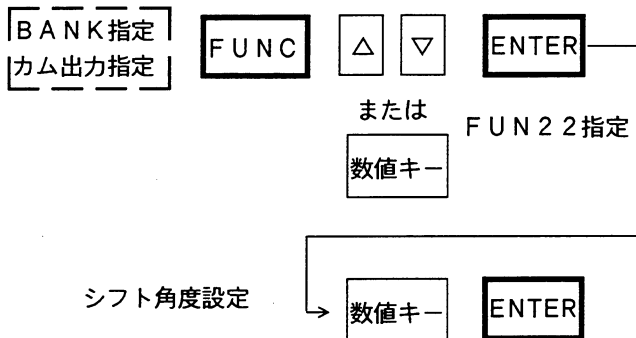 BANK指定
カム出力指定
FUNC
△
▽
ENTER
または
数値キー
FUN22指定
シフト角度設定
数値キー
ENTER